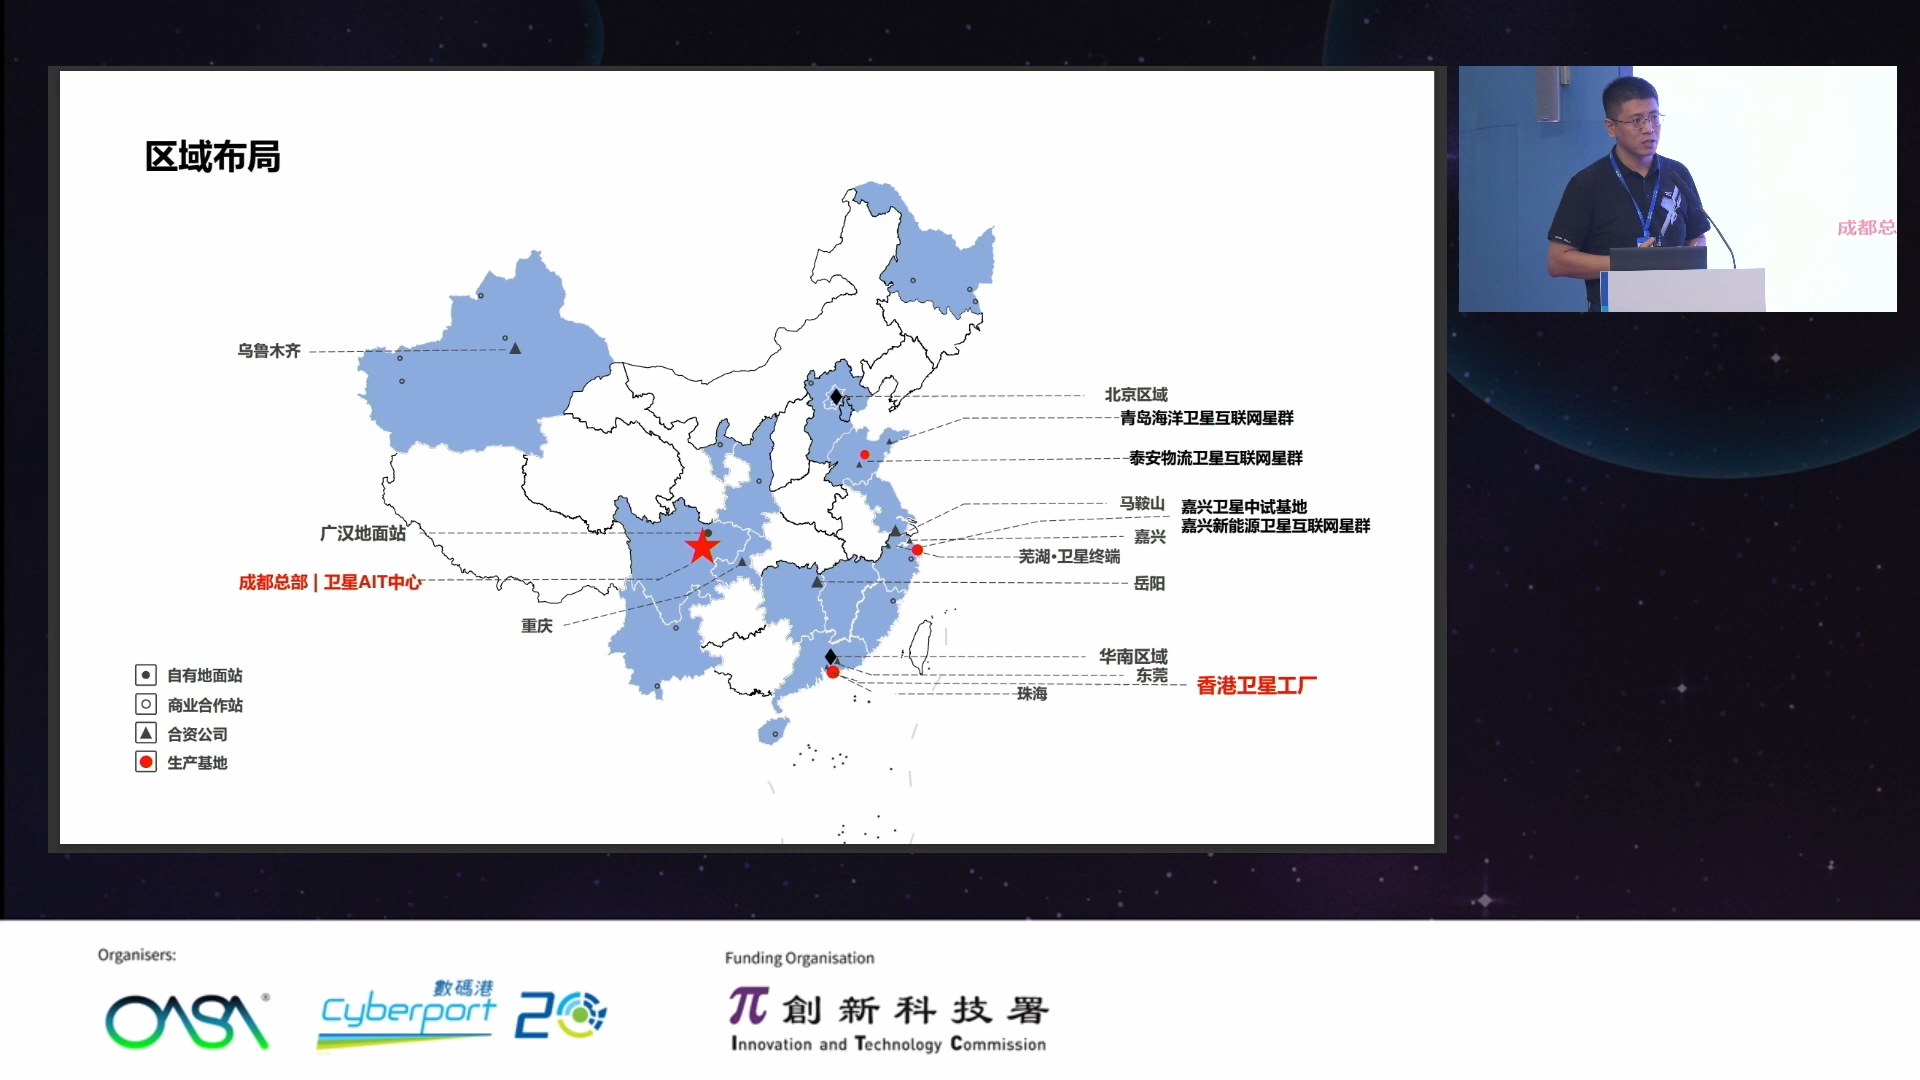 区域布局
成都总
乌鲁木齐
北京区域
青岛海洋卫星互联网星群
泰安物流卫星互联网星群
马鞍山
嘉兴卫星中试基地
嘉兴新能源卫星互联网星群
广汉地面站
嘉兴
芜湖·卫星终端
成都总部 | 卫星AIT中心
岳阳
重庆
华南区域
东莞
香港卫星工厂
珠海
自有地面站
商业合作站
合资公司
生产基地
Organisers:
OASA®
數碼港
Cyberport 20
Funding Organisation
創新科技署
Innovation and Technology Commission